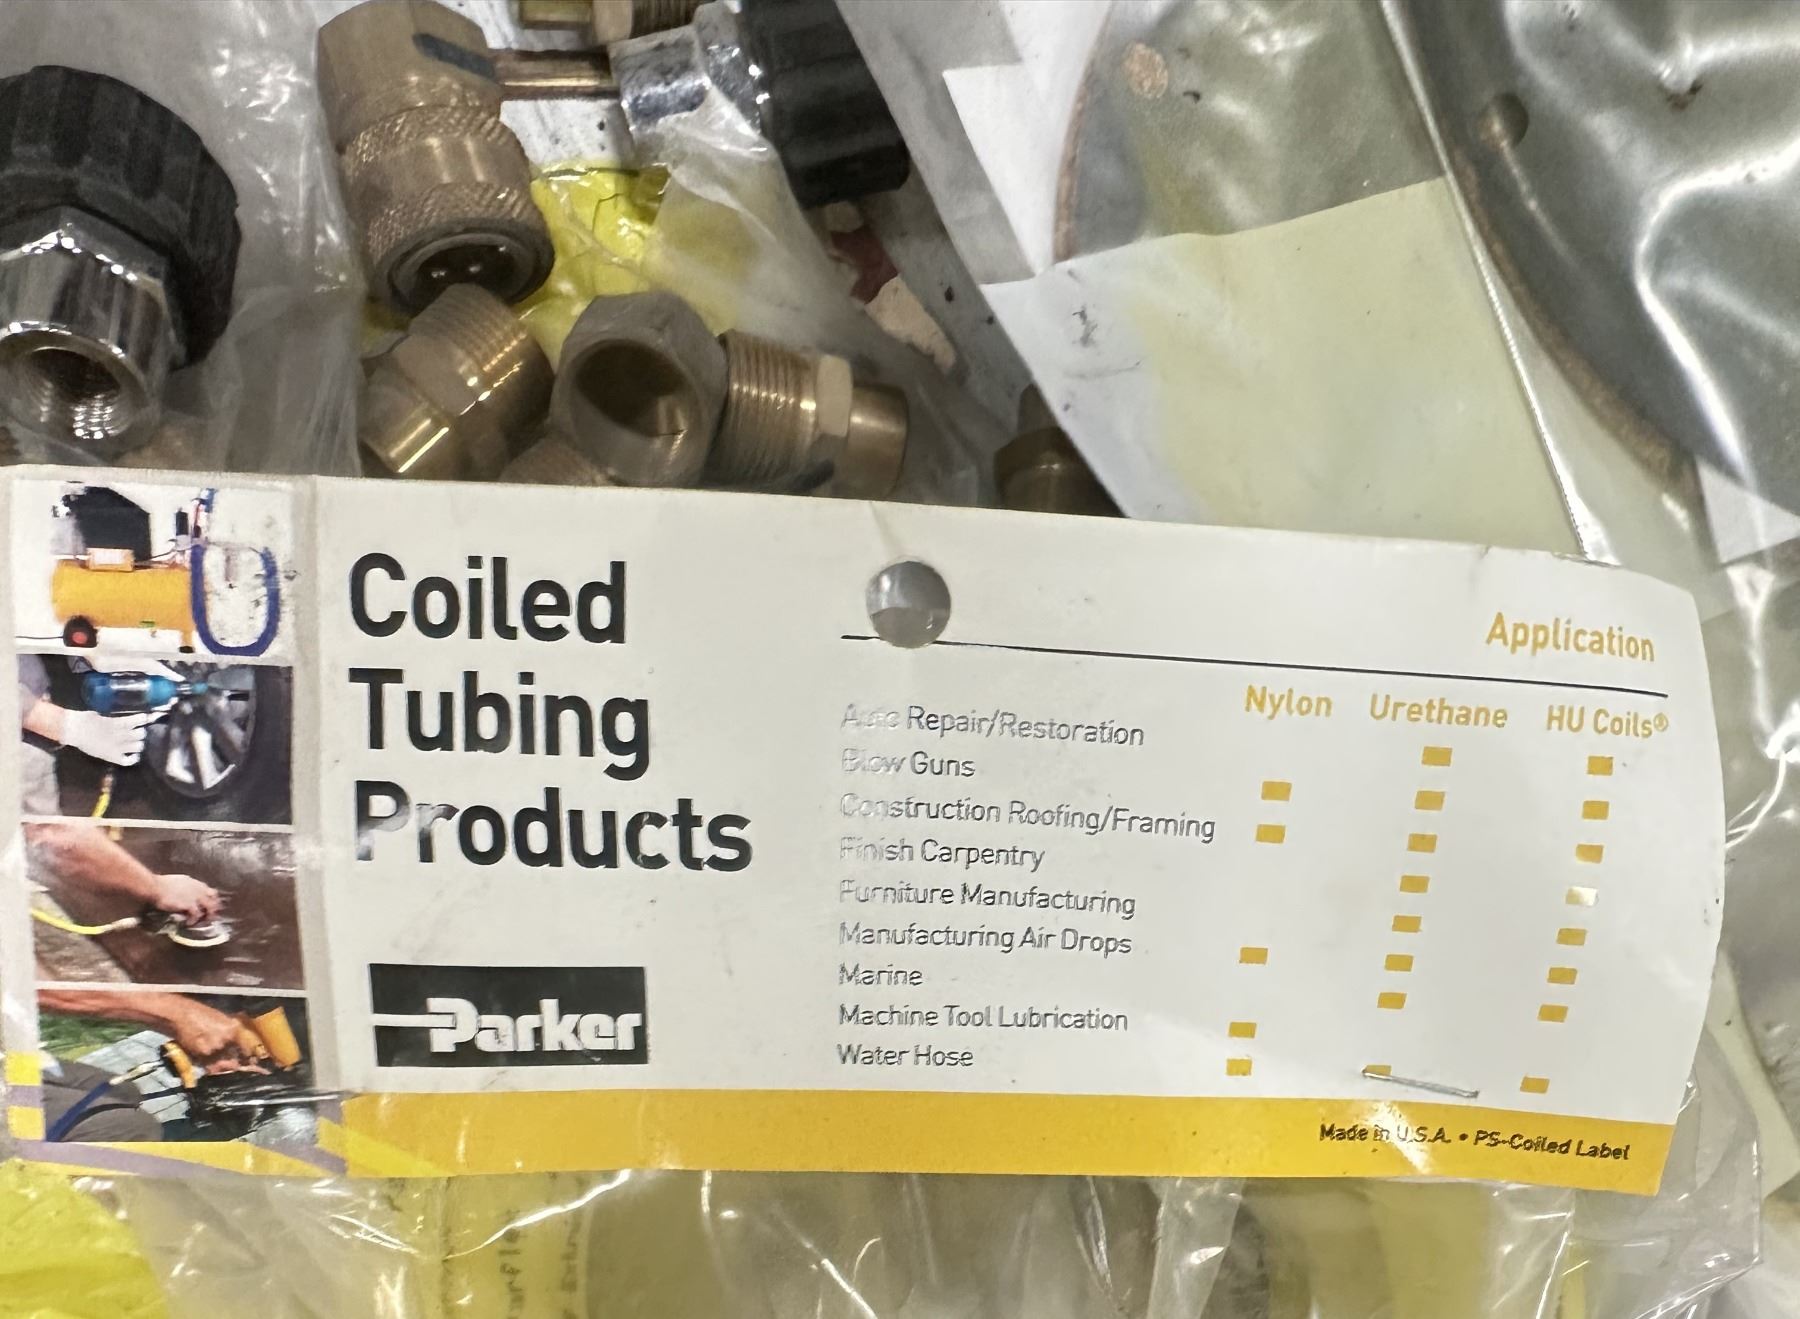 Coiled
Tubing
Products
Parker
Application
Nylon Urethane HU Coils®
Auto Repair/Restoration
Blow Guns
Construction Roofing/Framing
Finish Carpentry
Furniture Manufacturing
Manufacturing Air Drops
Marine
Machine Tool Lubrication
Water Hose
Made in U.S.A. • PS-Coiled Label